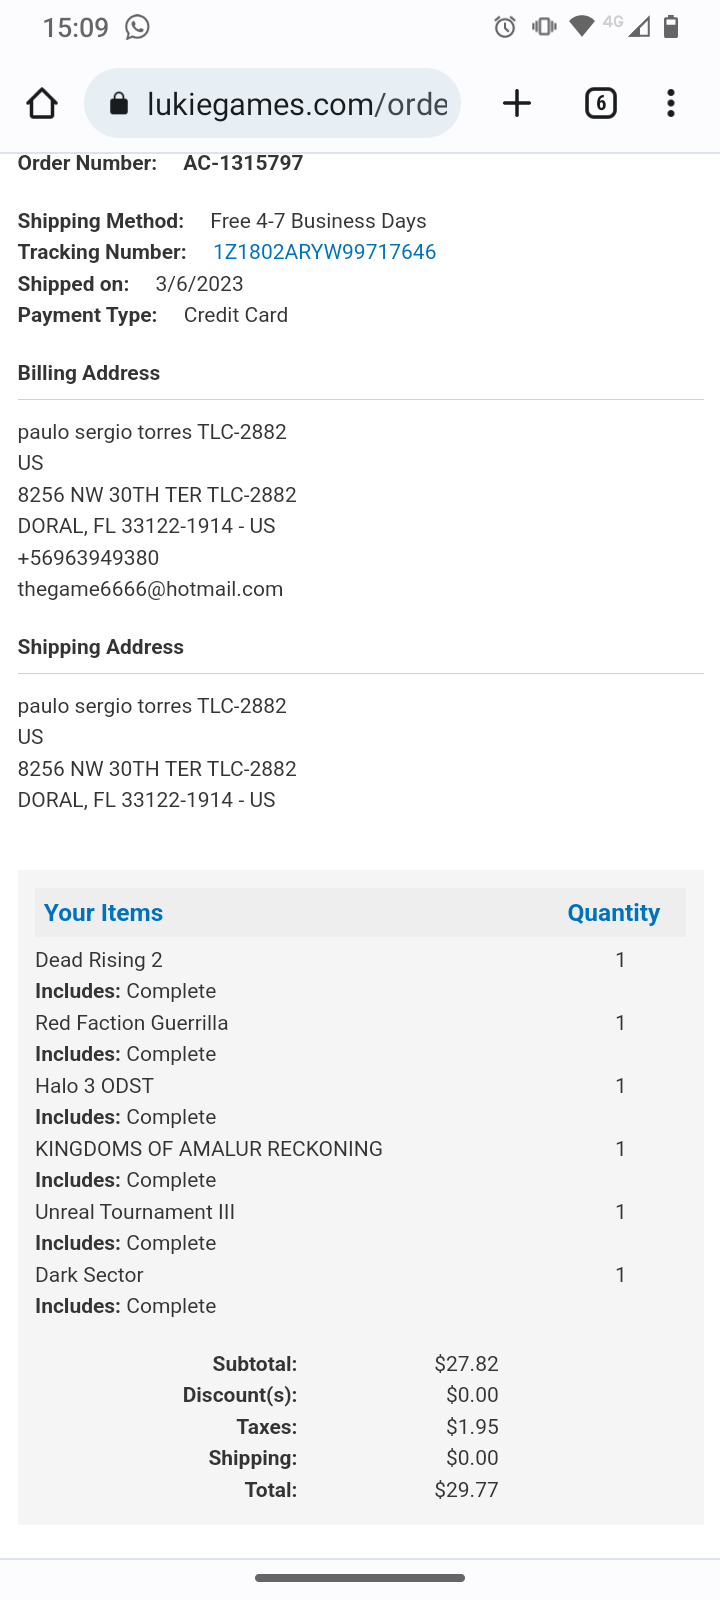 15:09
4G
lukiegames.com/orde
6
Order Number: AC-1315797
Shipping Method: Free 4-7 Business Days
Tracking Number: 1Z1802ARYW99717646
Shipped on: 3/6/2023
Payment Type: Credit Card
Billing Address
paulo sergio torres TLC-2882
US
8256 NW 30TH TER TLC-2882
DORAL, FL 33122-1914 - US
+56963949380
thegame6666@hotmail.com
Shipping Address
paulo sergio torres TLC-2882
US
8256 NW 30TH TER TLC-2882
DORAL, FL 33122-1914 - US
Your Items Quantity
Dead Rising 2 1
Includes: Complete
Red Faction Guerrilla 1
Includes: Complete
Halo 3 ODST 1
Includes: Complete
KINGDOMS OF AMALUR RECKONING 1
Includes: Complete
Unreal Tournament III 1
Includes: Complete
Dark Sector 1
Includes: Complete
Subtotal: $27.82
Discount(s): $0.00
Taxes: $1.95
Shipping: $0.00
Total: $29.77